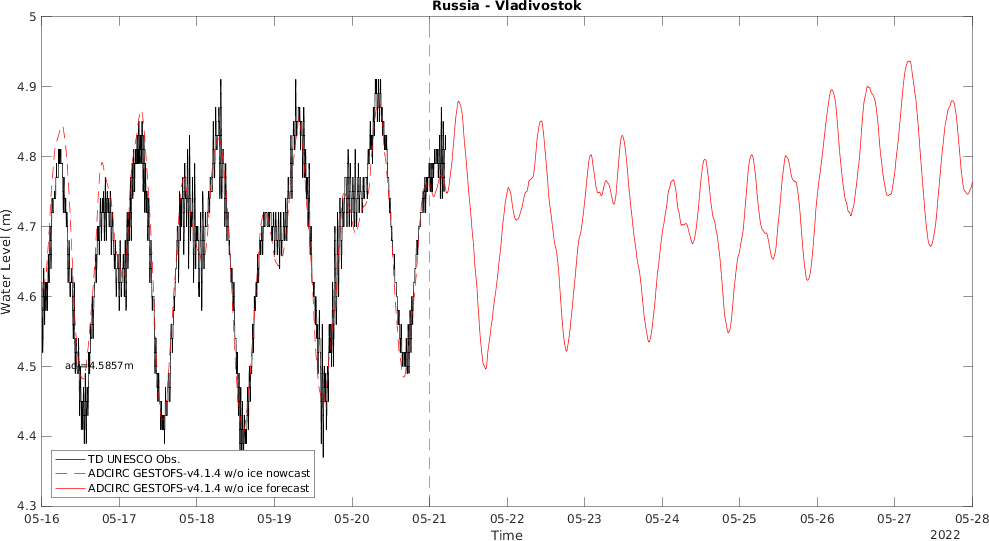 Russia - Vladivostok
5
4.9
4.8
4.7
4.6
4.5
4.4
4.3
Water Level (m)
4.5857m
TD UNESCO Obs.
ADCIRC GESTOFS-v4.1.4 w/o ice nowcast
ADCIRC GESTOFS-v4.1.4 w/o ice forecast
05-16 05-17 05-18 05-19 05-20 05-21 05-22 05-23 05-24 05-25 05-26 05-27 05-28
Time
2022